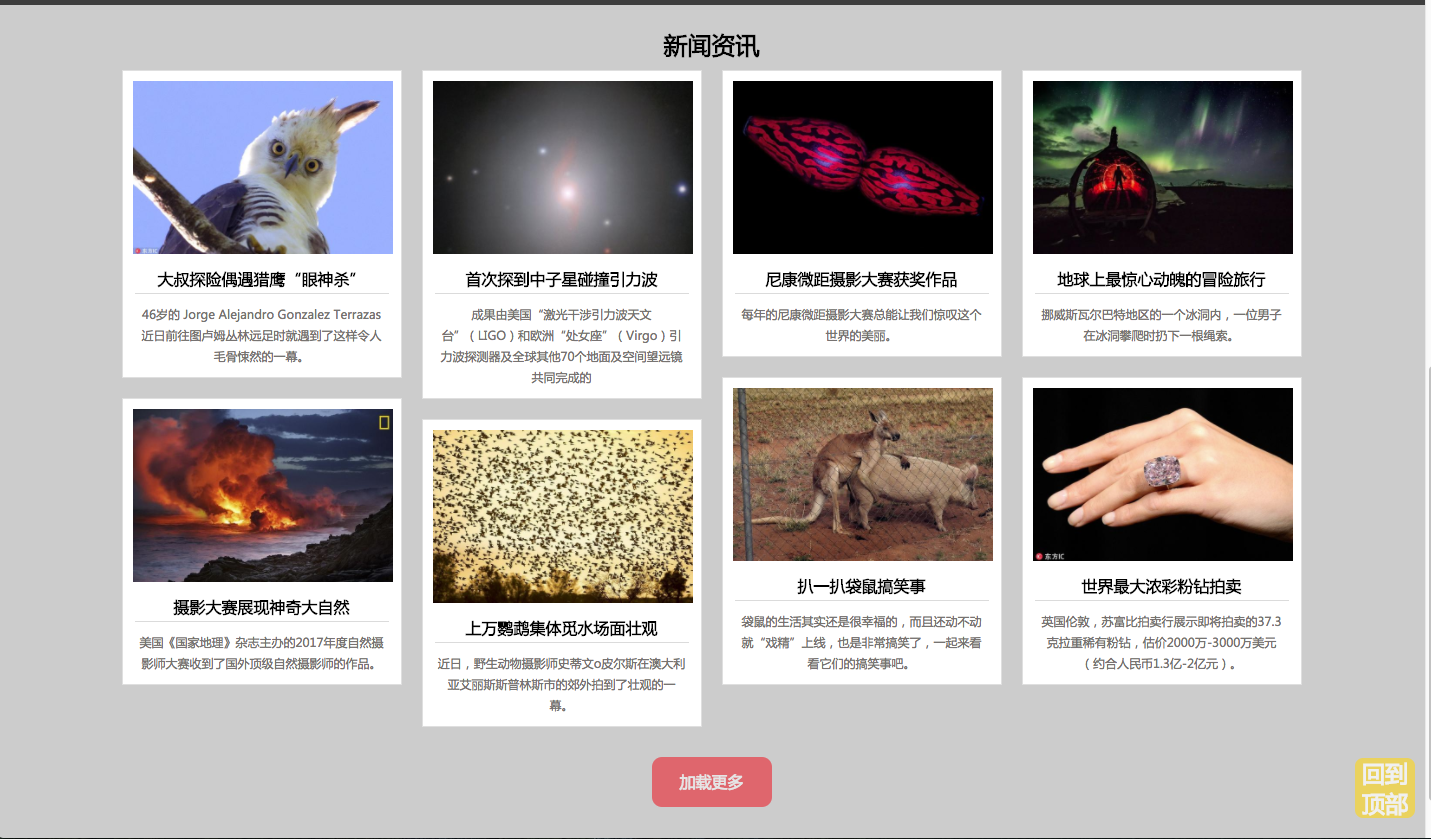 新闻资讯
大叔探险偶遇猎鹰“眼神杀”
46岁的 Jorge Alejandro Gonzalez Terrazas
近日前往图卢姆丛林远足时就遇到了这样令人
毛骨悚然的一幕。
首次探到中子星碰撞引力波
成果由美国“激光干涉引力波天文
台”（LIGO）和欧洲“处女座”（Virgo）引
力波探测器及全球其他70个地面及空间望远镜
共同完成的
尼康微距摄影大赛获奖作品
每年的尼康微距摄影大赛总能让我们惊叹这个
世界的美丽。
地球上最惊心动魄的冒险旅行
挪威斯瓦尔巴特地区的一个冰洞内，一位男子
在冰洞攀爬时扔下一根绳索。
摄影大赛展现神奇大自然
美国《国家地理》杂志主办的2017年度自然摄
影师大赛收到了国外顶级自然摄影师的作品。
上万鹦鹉集体觅水场面壮观
近日，野生动物摄影师史蒂文o皮尔斯在澳大利
亚艾丽斯斯普林斯市的郊外拍到了壮观的一
幕。
扒一扒袋鼠搞笑事
袋鼠的生活其实还是很幸福的，而且还动不动
就“戏精”上线，也是非常搞笑了，一起来看
看它们的搞笑事吧。
东方IC
世界最大浓彩粉钻拍卖
英国伦敦，苏富比拍卖行展示即将拍卖的37.3
克拉重稀有粉钻，估价2000万-3000万美元
（约合人民币1.3亿-2亿元）。
加载更多
回到
顶部